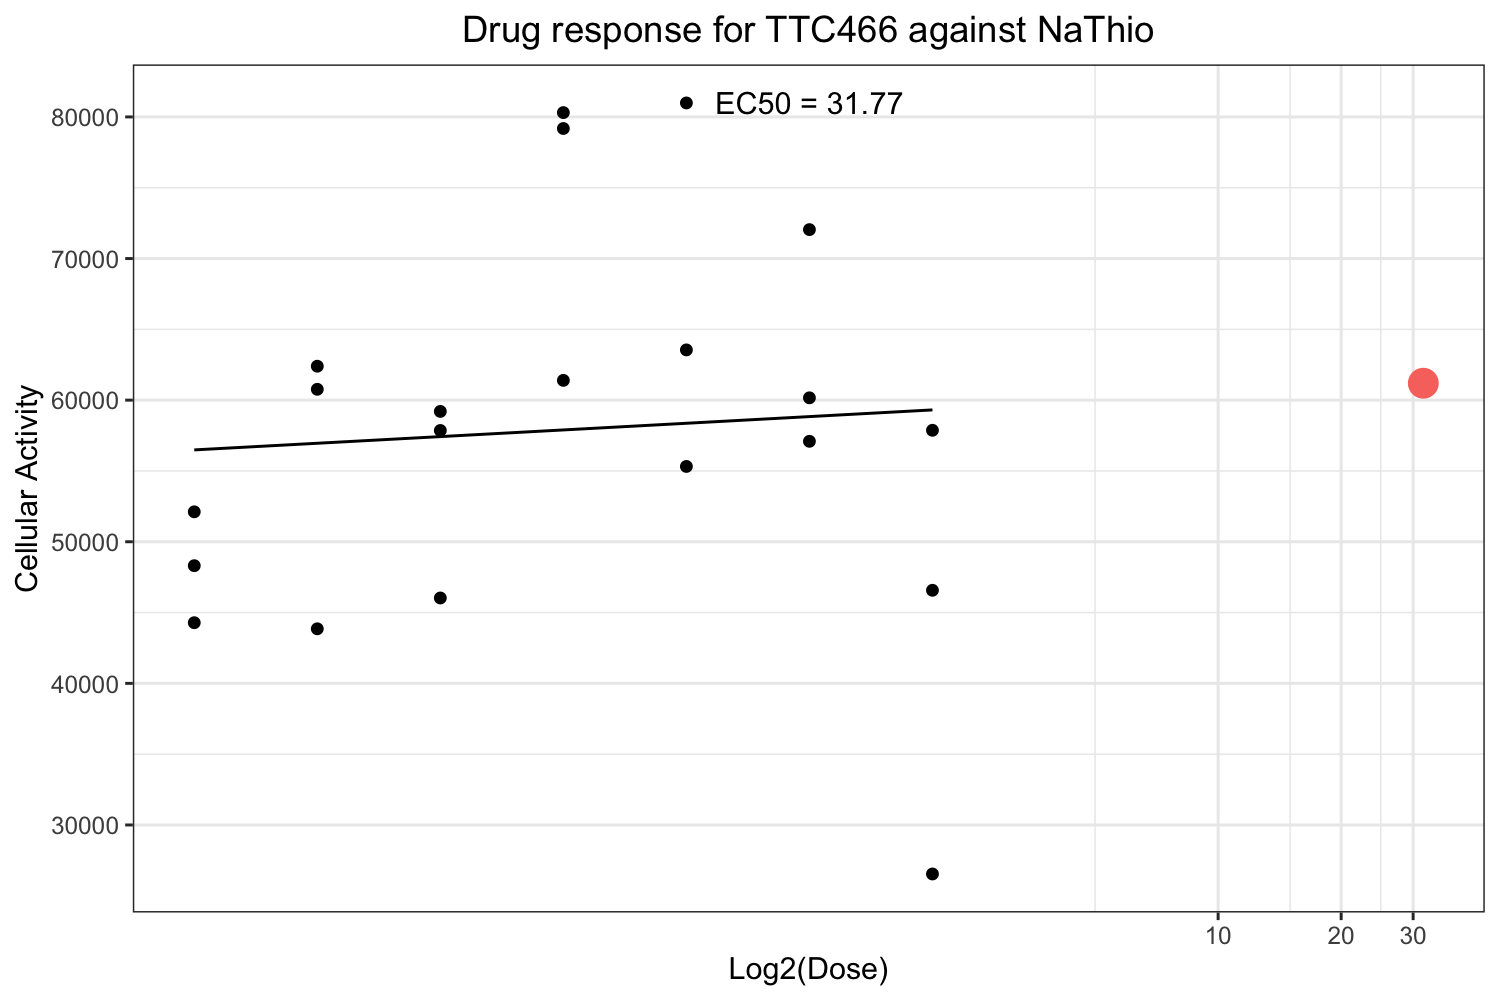 Drug response for TTC466 against NaThio
EC50 = 31.77
80000
70000
60000
50000
40000
30000
Cellular Activity
10 20 30
Log2(Dose)